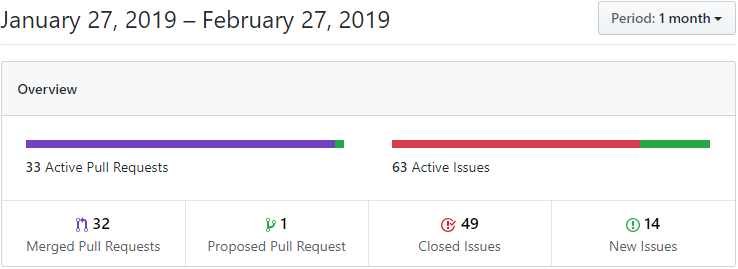 January 27, 2019 – February 27, 2019
Period: 1 month
Overview
33 Active Pull Requests
63 Active Issues
32
Merged Pull Requests
1
Proposed Pull Request
49
Closed Issues
14
New Issues